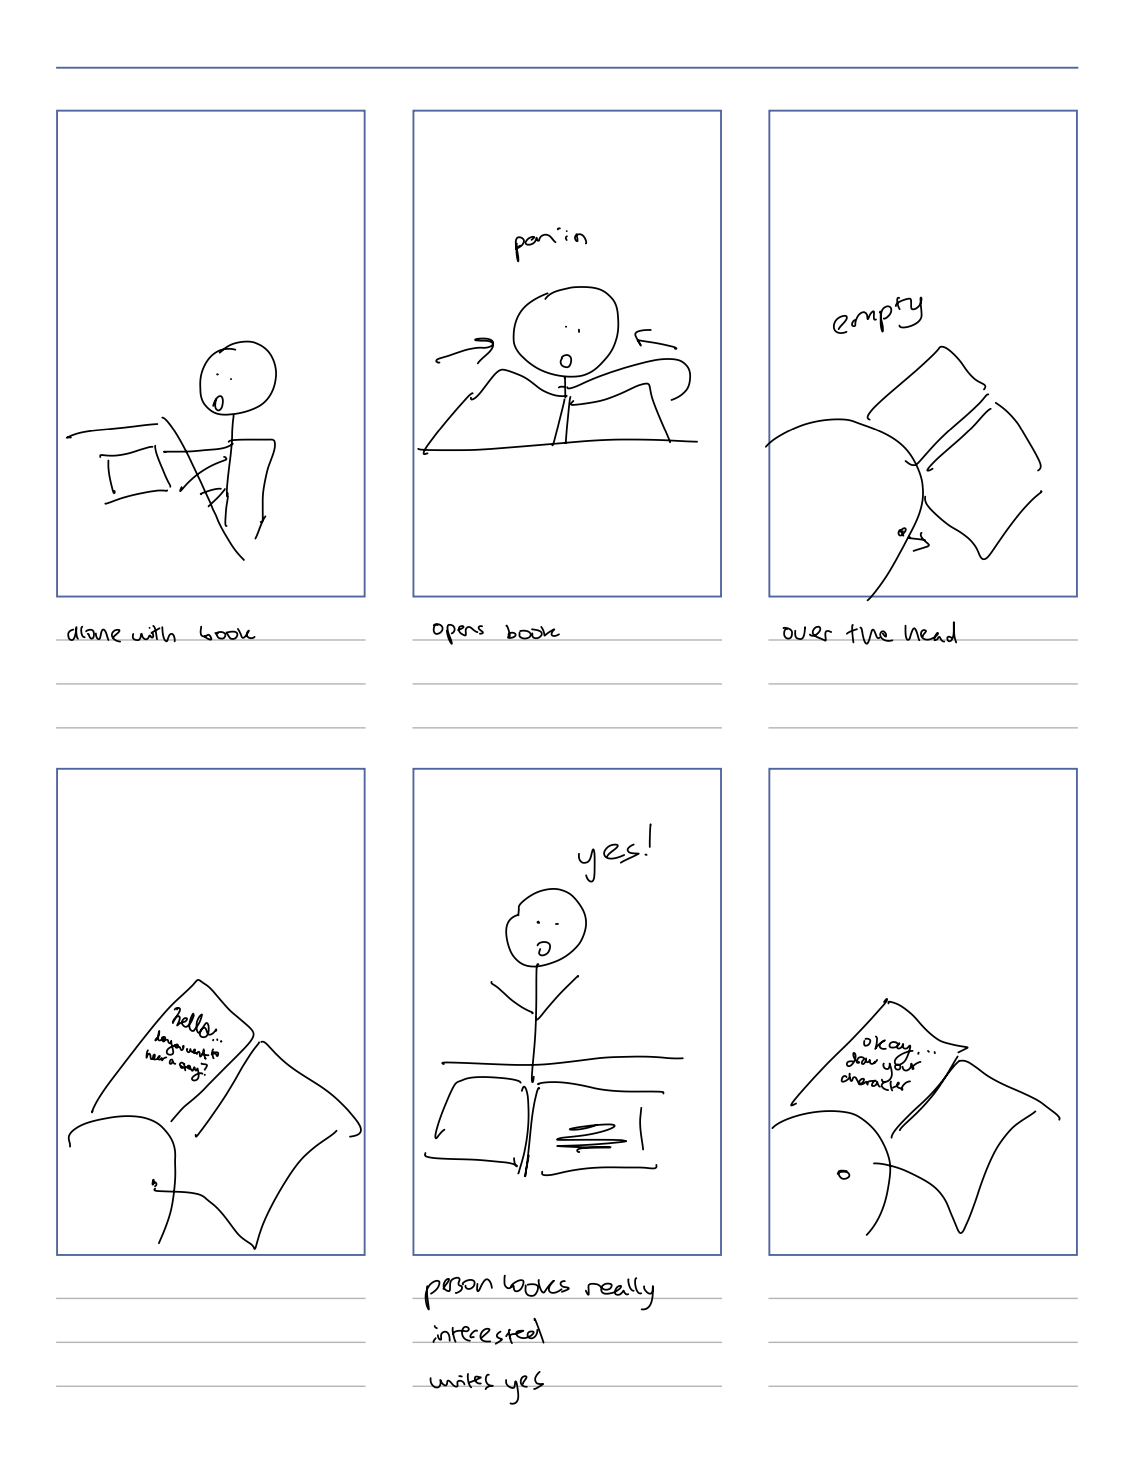 pan in
empty
alone with book
opens book
over the head
yes!
hello...
do you want to
hear a story?
okay...
draw your
character
person looks really
interested
writes yes